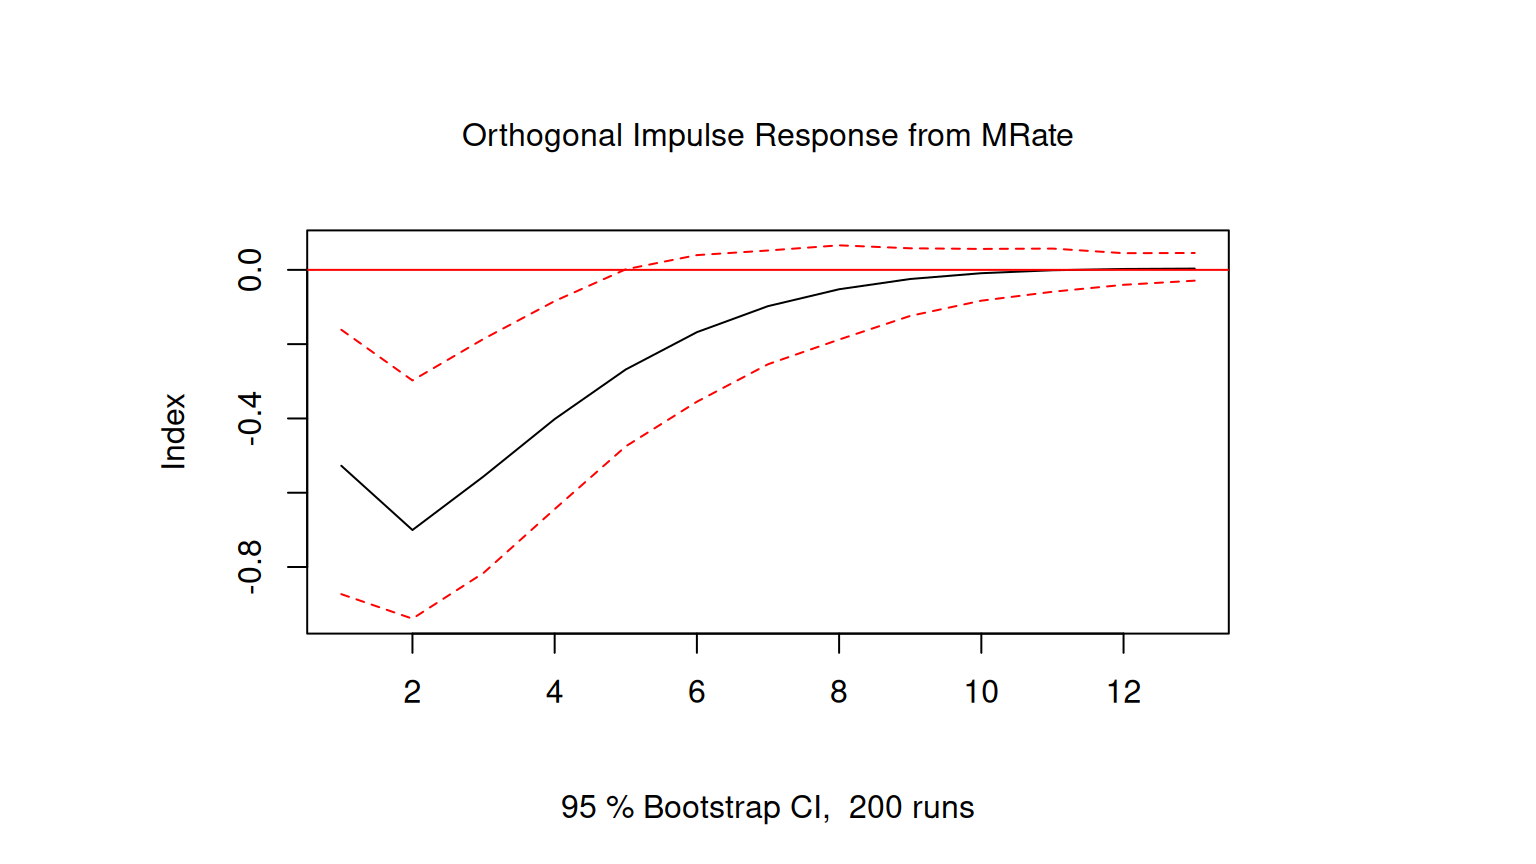 Orthogonal Impulse Response from MRate
Index
0.0
-0.4
-0.8
2 4 6 8 10 12
95 % Bootstrap CI,  200 runs